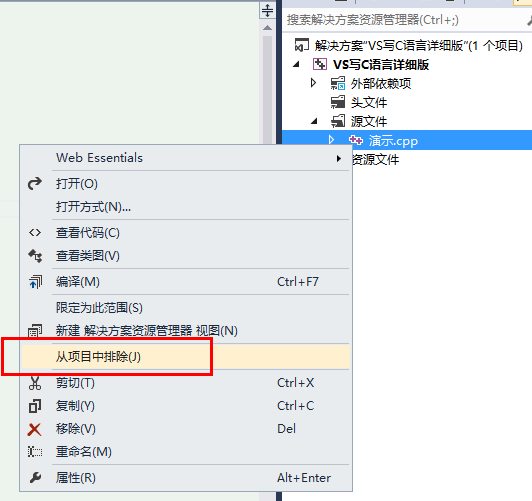 搜索解决方案资源管理器(Ctrl+;)
解决方案"VS写C语言详细版"(1 个项目)
VS写C语言详细版
外部依赖项
头文件
源文件
演示.cpp
资源文件
Web Essentials
打开(O)
打开方式(N)...
查看代码(C)
查看类图(V)
编译(M) Ctrl+F7
限定为此范围(S)
新建 解决方案资源管理器 视图(N)
从项目中排除(J)
剪切(T) Ctrl+X
复制(Y) Ctrl+C
移除(V) Del
重命名(M)
属性(R) Alt+Enter